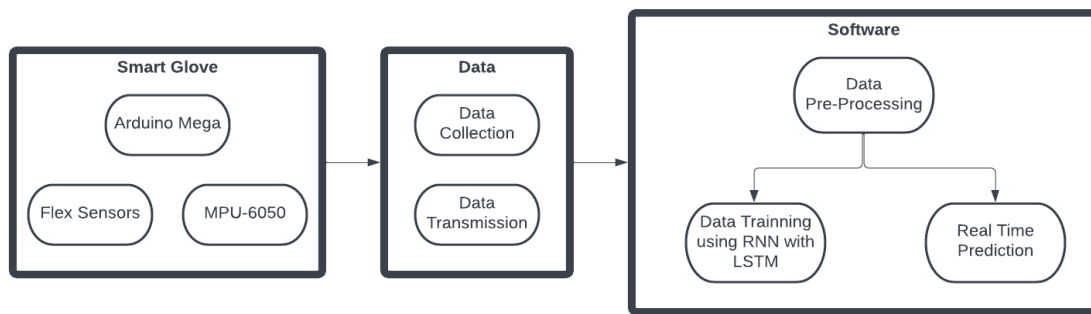 Smart Glove
Arduino Mega
Flex Sensors
MPU-6050
Data
Data
Collection
Data
Transmission
Software
Data
Pre-Processing
Data Trainning
using RNN with
LSTM
Real Time
Prediction